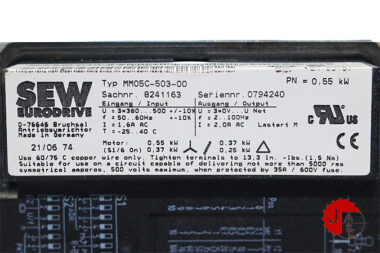 SEW
EURODRIVE
D-76646 Bruchsal
Antriebsumrichter
Made in Germany
21/06 74
Typ MM05C-503-00
PN = 0.55 kW
Sachnr. 8241163
Seriennr. 0794240
Eingang / Input
Ausgang / Output
U = 3×380...500 +/-10%
U = 3×0V...U Netz
f = 50...60Hz +/-10%
f = 2...100Hz
I = 1.6A AC
I = 2.0A AC
Lastart M
T = -25...40 C
Motor: 0.37 kW 0.37 kW
(S1/6 On) 0.37 kW 0.25 kW
Use 60/75 C copper wire only. Tighten terminals to 13.3 in.-lbs.(1.5 Nm)
Suitable for use on a circuit capable of delivering not more than 5000 rms
symmetrical amperes, 500 volts maximum, when protected by 35A / 600V fuse.
S1